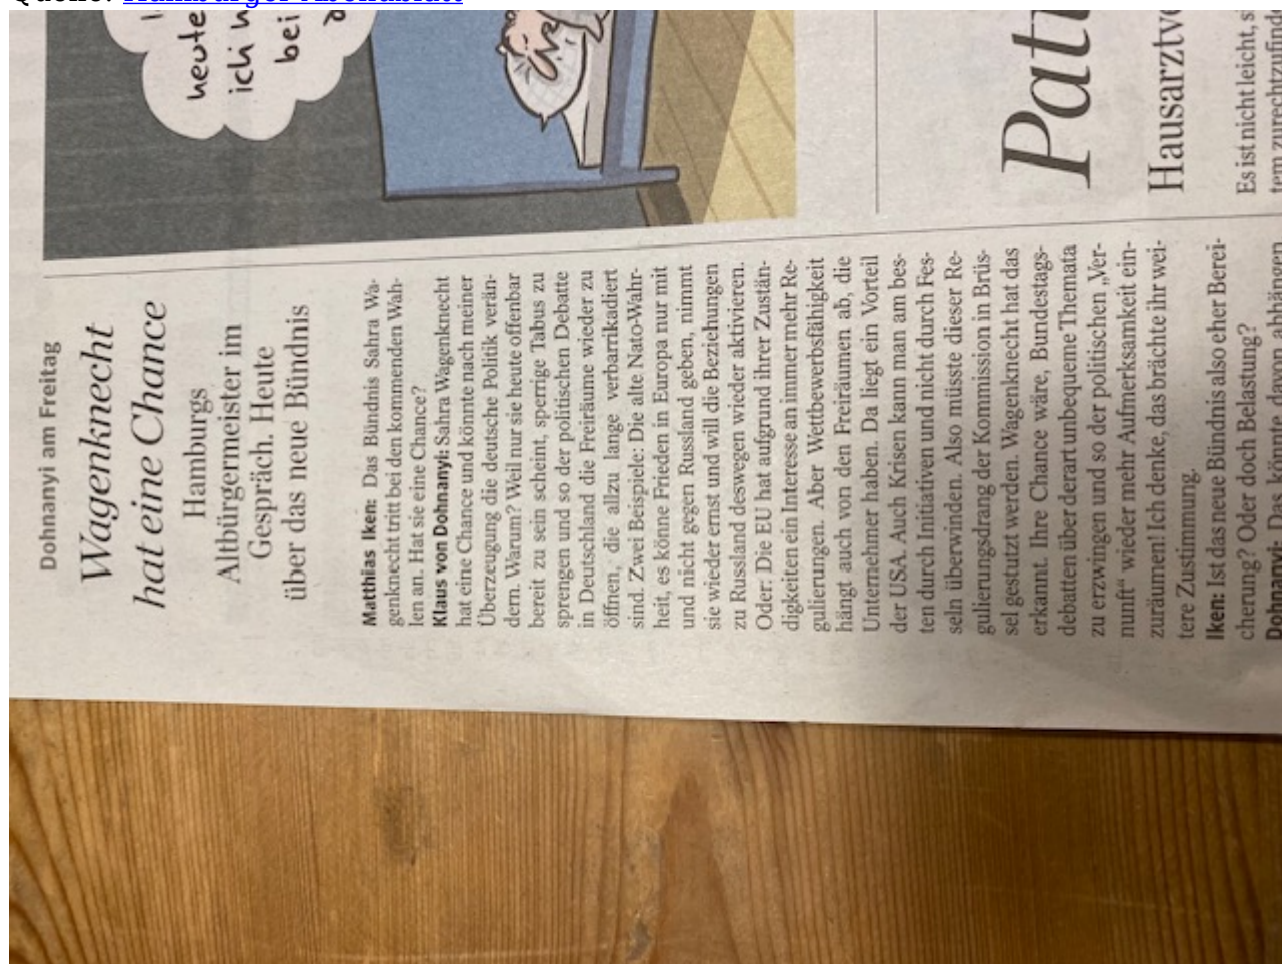 Quelle: Hamburger Abendblatt
Dohnanyi am Freitag
Wagenknecht
hat eine Chance
Hamburgs
Altbürgermeister im
Gespräch. Heute
über das neue Bündnis
Matthias Iken: Das Bündnis Sahra Wa-
genknecht tritt bei den kommenden Wah-
len an. Hat sie eine Chance?
Klaus von Dohnanyi: Sahra Wagenknecht
hat eine Chance und könnte nach meiner
Überzeugung die deutsche Politik verän-
dern. Warum? Weil nur sie heute offenbar
bereit zu sein scheint, sperrige Tabus zu
sprengen und so der politischen Debatte
in Deutschland die Freiräume wieder zu
öffnen, die allzu lange verbarrikadiert
sind. Zwei Beispiele: Die alte Nato-Wahr-
heit, es könne Frieden in Europa nur mit
und nicht gegen Russland geben, nimmt
sie wieder ernst und will die Beziehungen
zu Russland deswegen wieder aktivieren.
Oder: Die EU hat aufgrund ihrer Zustän-
digkeiten ein Interesse an immer mehr Re-
gulierungen. Aber Wettbewerbsfähigkeit
hängt auch von den Freiräumen ab, die
Unternehmer haben. Da liegt ein Vorteil
der USA. Auch Krisen kann man am bes-
ten durch Initiativen und nicht durch Fes-
seln überwinden. Also müsste dieser Re-
gulierungsdrang der Kommission in Brüs-
sel gestutzt werden. Wagenknecht hat das
erkannt. Ihre Chance wäre, Bundestags-
debatten über derart unbequeme Themata
zu erzwingen und so der politischen „Ver-
nunft“ wieder mehr Aufmerksamkeit ein-
zuräumen! Ich denke, das brächte ihr wei-
tere Zustimmung.
Iken: Ist das neue Bündnis also eher Berei-
cherung? Oder doch Belastung?
Dohnanyi: Das könnte davon abhängen
heute
ich
bei
Pati
Hausarztv
Es ist nicht leicht, s
tem zurechtzufinde